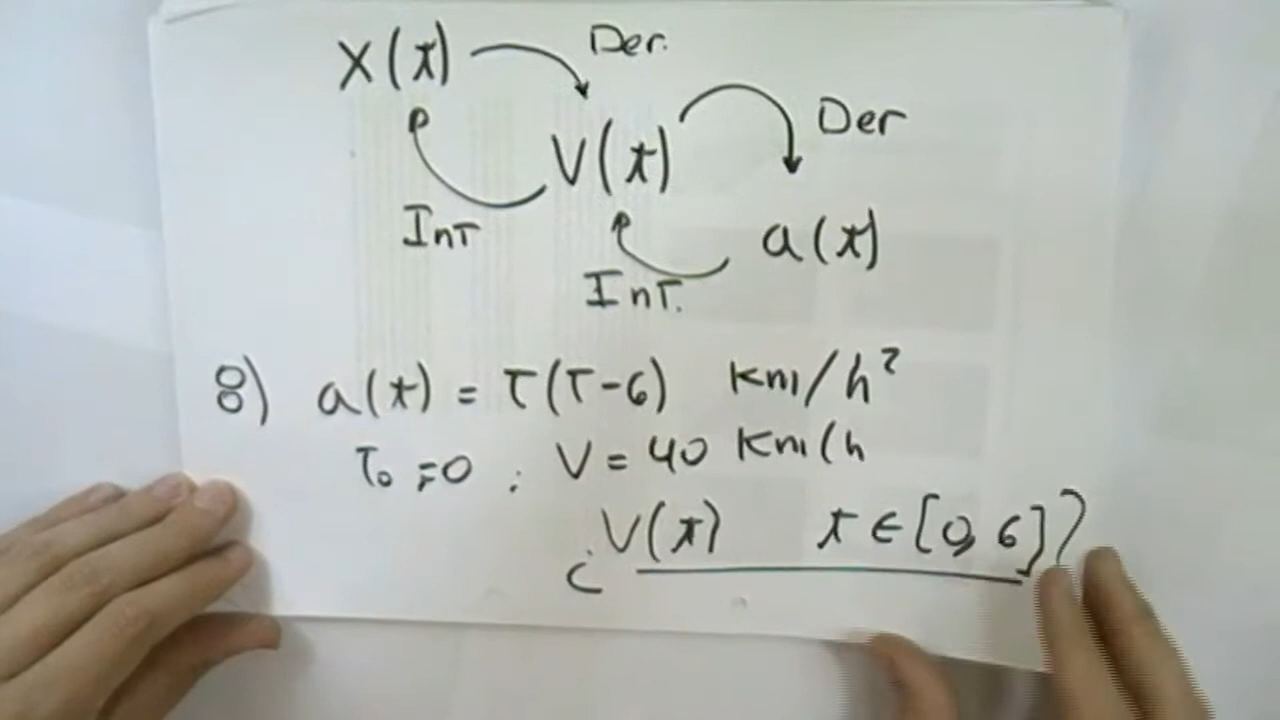 x(t) Der.
v(t) Der
Int a(t)
Int.
8) a(t) = t(t-6) km/h²
t₀=0 : v = 40 km/h
¿v(t) t∈[0,6]?